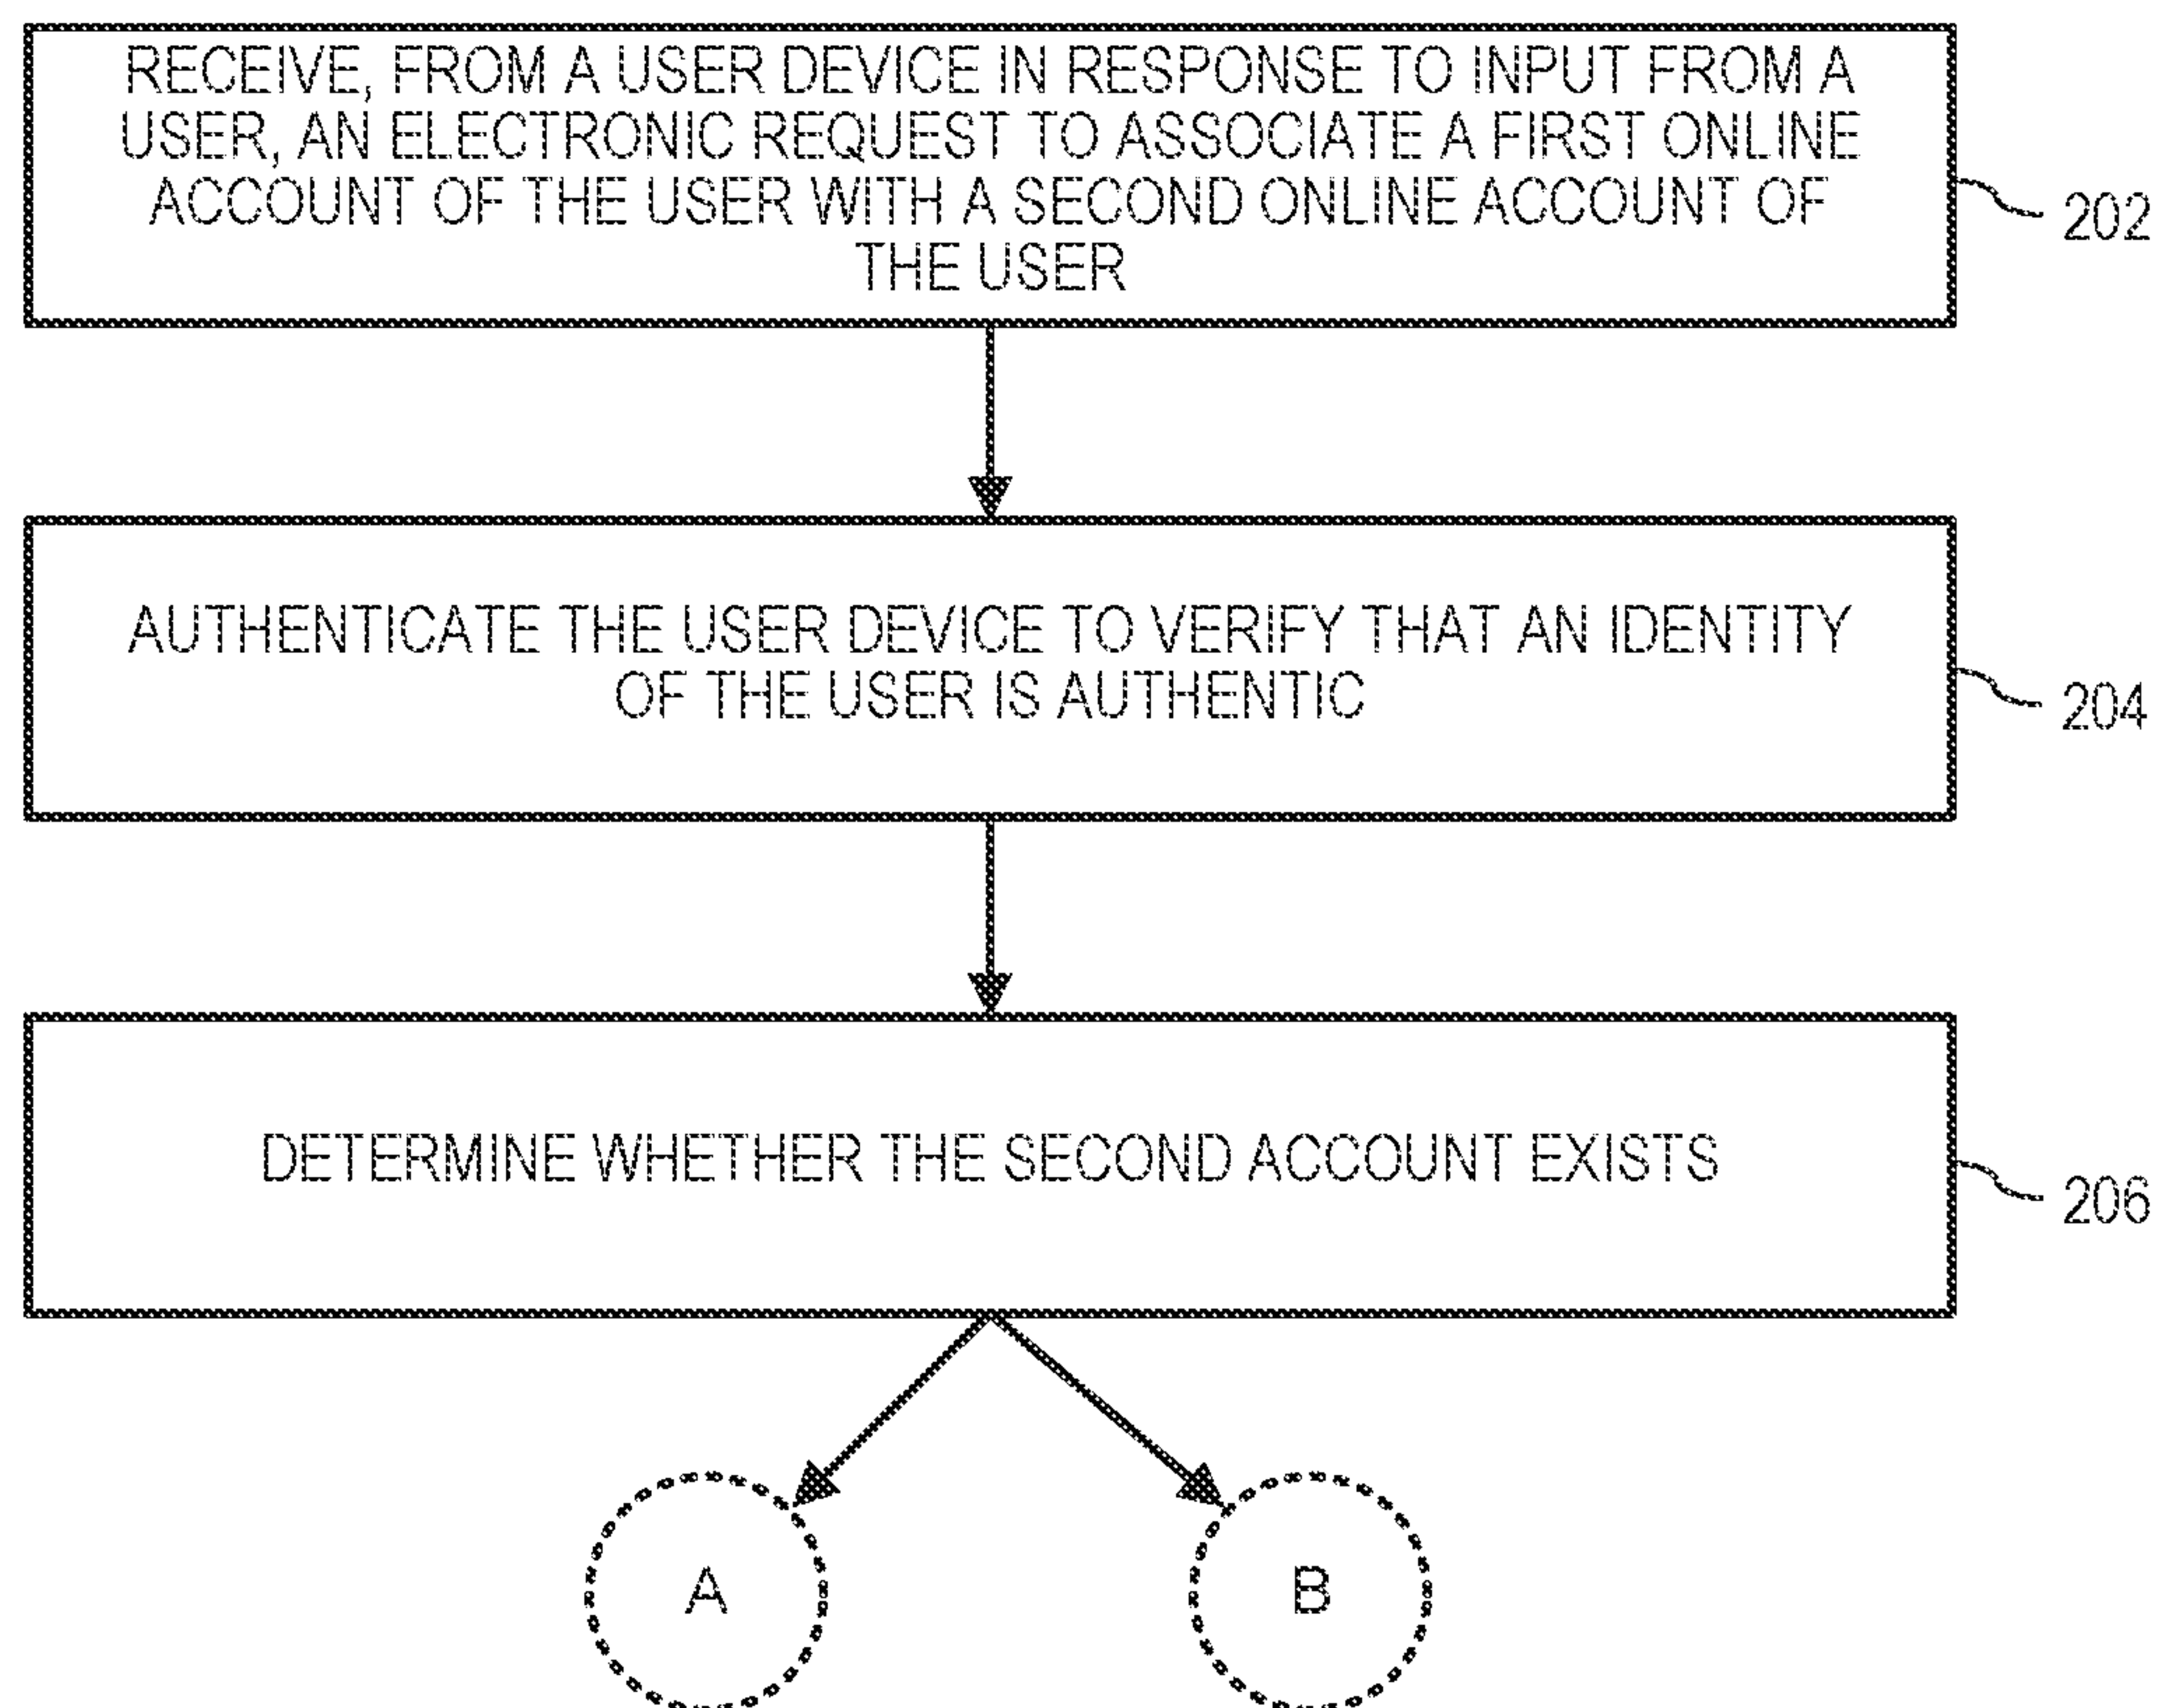 RECEIVE, FROM A USER DEVICE IN RESPONSE TO INPUT FROM A
USER, AN ELECTRONIC REQUEST TO ASSOCIATE A FIRST ONLINE
ACCOUNT OF THE USER WITH A SECOND ONLINE ACCOUNT OF
THE USER
202
AUTHENTICATE THE USER DEVICE TO VERIFY THAT AN IDENTITY
OF THE USER IS AUTHENTIC
204
DETERMINE WHETHER THE SECOND ACCOUNT EXISTS
206
A
B